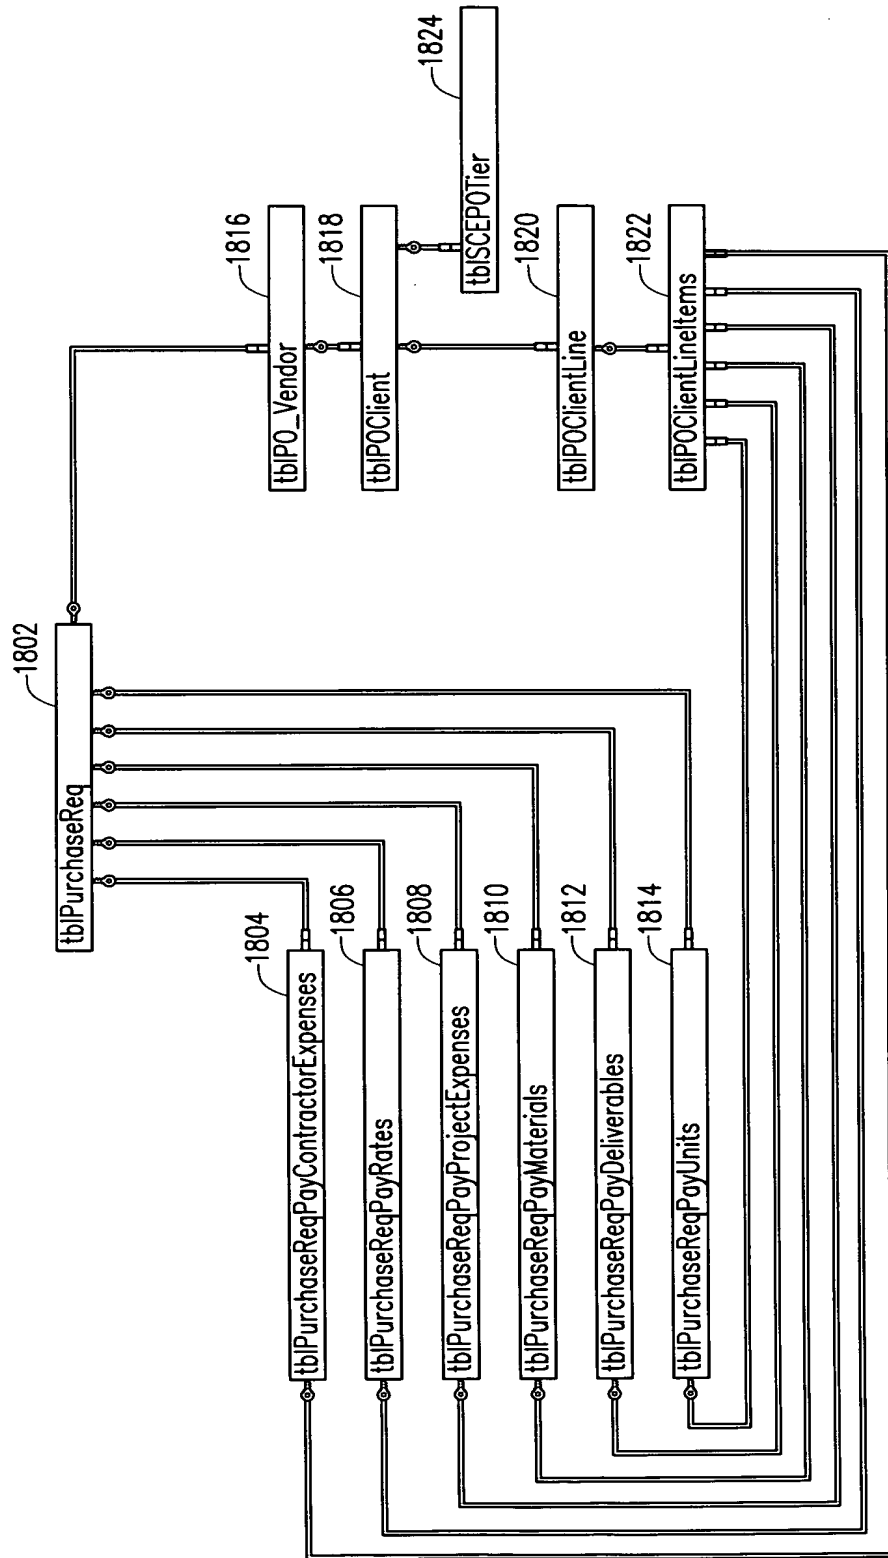 1802
tblPurchaseReq
1804
tblPurchaseReqPayContractorExpenses
1806
tblPurchaseReqPayRates
1808
tblPurchaseReqPayProjectExpenses
1810
tblPurchaseReqPayMaterials
1812
tblPurchaseReqPayDeliverables
1814
tblPurchaseReqPayUnits
1816
tblPO_Vendor
1818
tblPOClient
1824
tblSCEPOTier
1820
tblPOClientLine
1822
tblPOClientLineItems